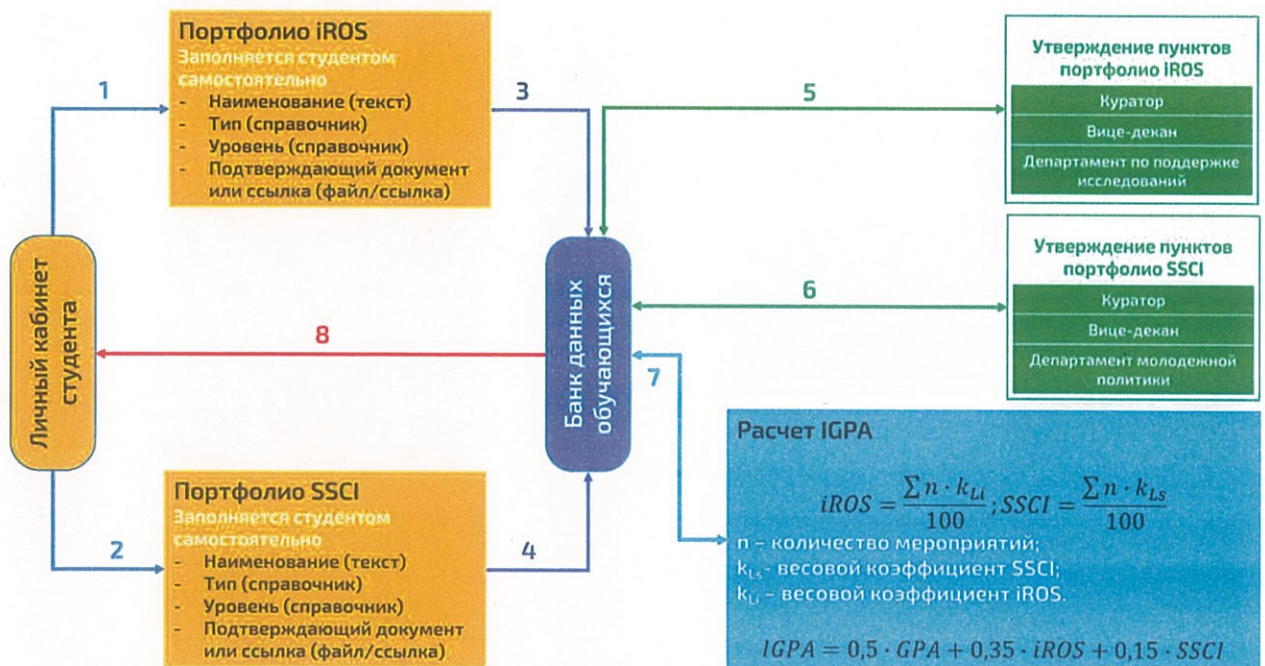 Портфолио iROS
Заполняется студентом
самостоятельно
- Наименование (текст)
- Тип (справочник)
- Уровень (справочник)
- Подтверждающий документ
или ссылка (файл/ссылка)
1
3
5
Утверждение пунктов
портфолио iROS
Куратор
Вице-декан
Департамент по поддержке
исследований
Личный кабинет
студента
8
Банк данных
обучающихся
6
7
Утверждение пунктов
портфолио SSCI
Куратор
Вице-декан
Департамент молодежной
политики
2
Портфолио SSCI
Заполняется студентом
самостоятельно
- Наименование (текст)
- Тип (справочник)
- Уровень (справочник)
- Подтверждающий документ
или ссылка (файл/ссылка)
4
Расчет IGPA
iROS = ∑ n · k_Li / 100 ; SSCI = ∑ n · k_Ls / 100
n – количество мероприятий;
k_Ls - весовой коэффициент SSCI;
k_Li – весовой коэффициент iROS.
IGPA = 0,5 · GPA + 0,35 · iROS + 0,15 · SSCI